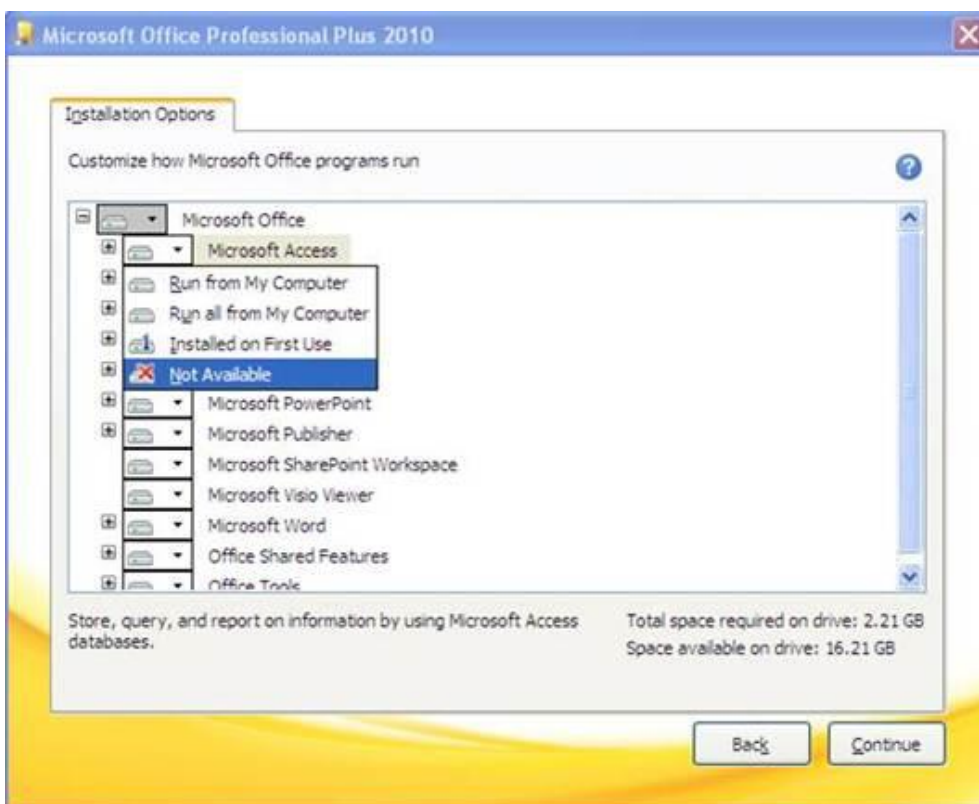 Microsoft Office Professional Plus 2010
Installation Options
Customize how Microsoft Office programs run
Microsoft Office
Microsoft Access
Run from My Computer
Run all from My Computer
Installed on First Use
Not Available
Microsoft PowerPoint
Microsoft Publisher
Microsoft SharePoint Workspace
Microsoft Visio Viewer
Microsoft Word
Office Shared Features
Office Tools
Store, query, and report on information by using Microsoft Access
databases.
Total space required on drive: 2.21 GB
Space available on drive: 16.21 GB
Back
Continue